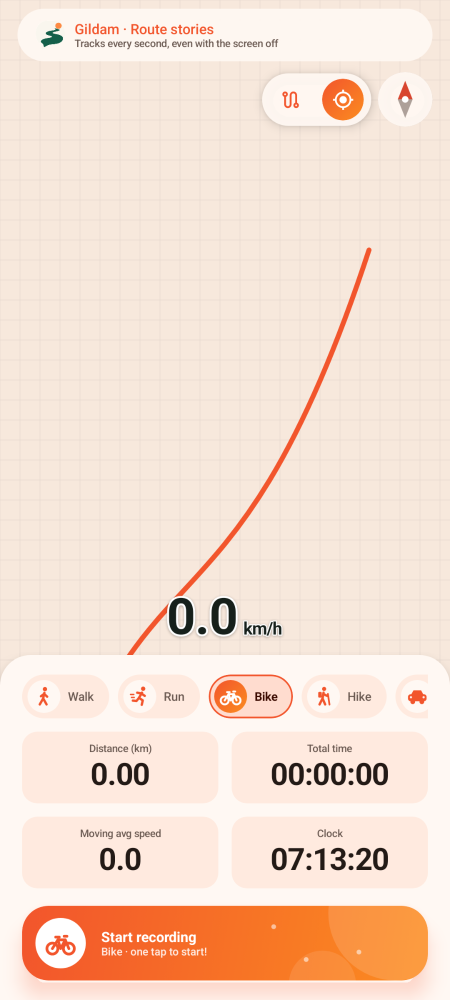 Gildam · Route stories
Tracks every second, even with the screen off
0.0 km/h
Walk
Run
Bike
Hike
Distance (km)
0.00
Total time
00:00:00
Moving avg speed
0.0
Clock
07:13:20
Start recording
Bike · one tap to start!